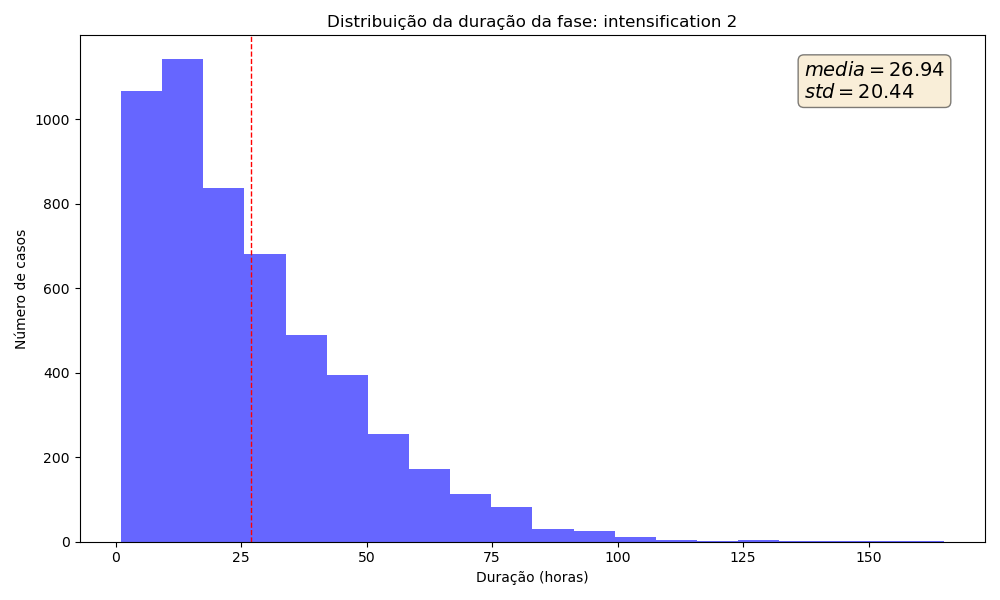 Distribuição da duração da fase: intensification 2
media = 26.94
std = 20.44
Número de casos
1000
800
600
400
200
0
0 25 50 75 100 125 150
Duração (horas)